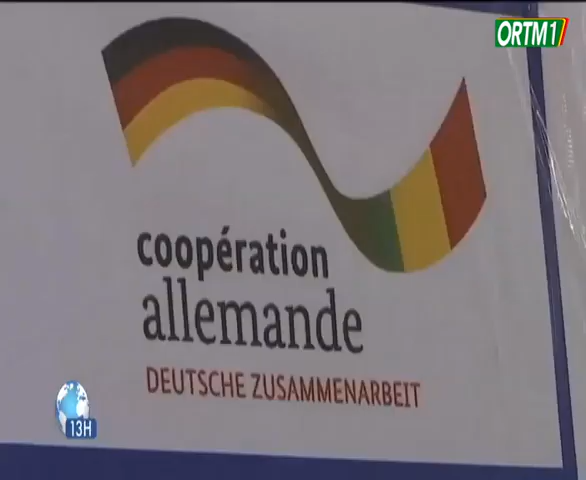 ORTM1
coopération
allemande
DEUTSCHE ZUSAMMENARBEIT
13H